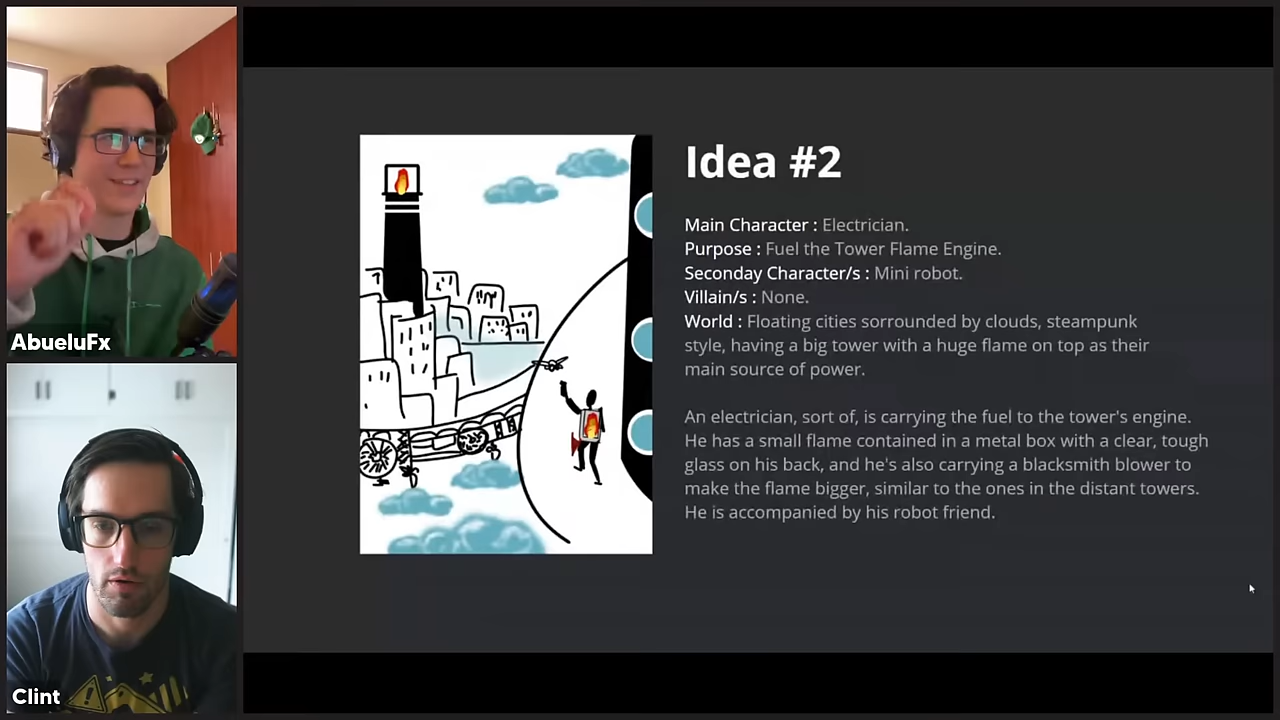 AbueluFx
Clint
Idea #2
Main Character : Electrician.
Purpose : Fuel the Tower Flame Engine.
Seconday Character/s : Mini robot.
Villain/s : None.
World : Floating cities sorrounded by clouds, steampunk
style, having a big tower with a huge flame on top as their
main source of power.
An electrician, sort of, is carrying the fuel to the tower's engine.
He has a small flame contained in a metal box with a clear, tough
glass on his back, and he's also carrying a blacksmith blower to
make the flame bigger, similar to the ones in the distant towers.
He is accompanied by his robot friend.